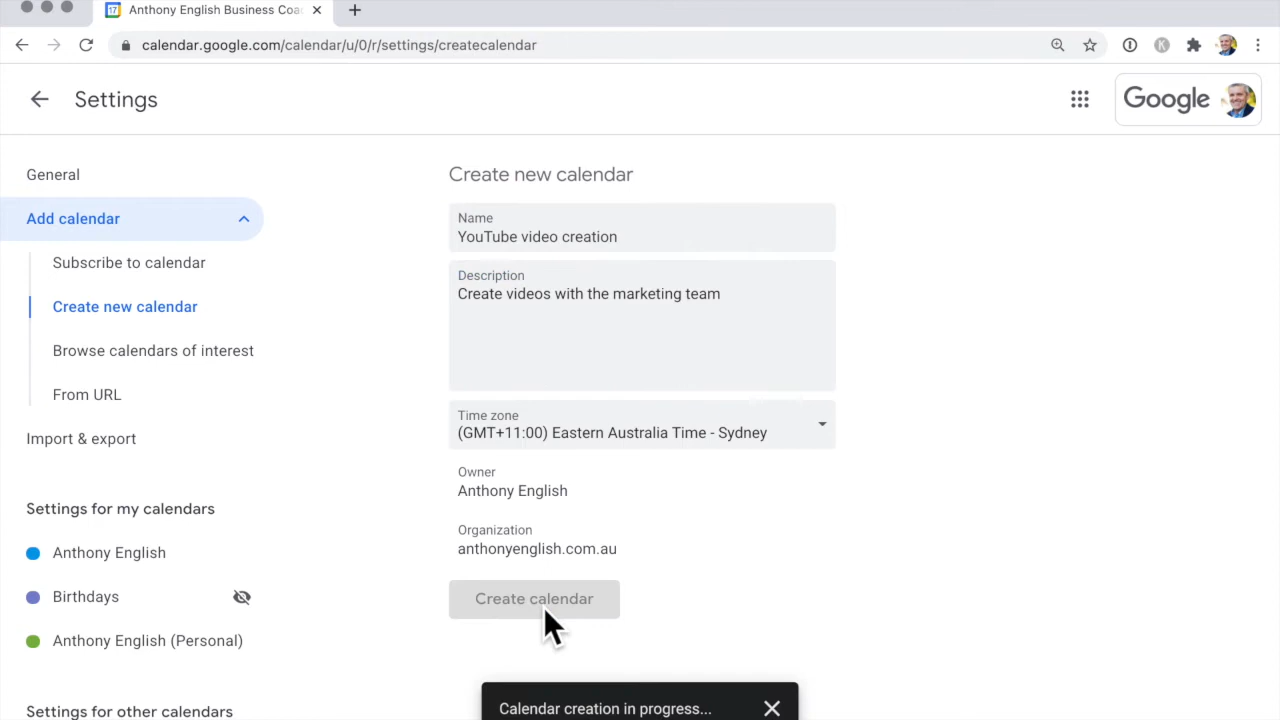 17 Anthony English Business Coa
calendar.google.com/calendar/u/0/r/settings/createcalendar
Settings
Google
General
Add calendar
Subscribe to calendar
Create new calendar
Browse calendars of interest
From URL
Import & export
Settings for my calendars
Anthony English
Birthdays
Anthony English (Personal)
Settings for other calendars
Create new calendar
Name
YouTube video creation
Description
Create videos with the marketing team
Time zone
(GMT+11:00) Eastern Australia Time - Sydney
Owner
Anthony English
Organization
anthonyenglish.com.au
Create calendar
Calendar creation in progress...